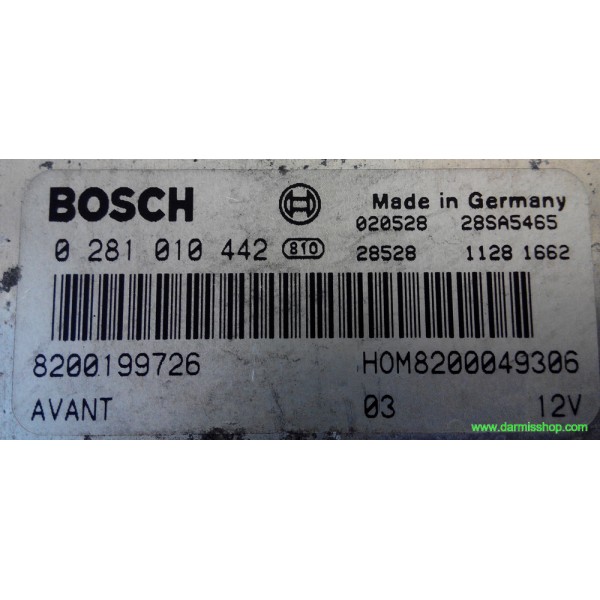 BOSCH
Made in Germany
020528 28SA5465
0 281 010 442 810
28528 1128 1662
8200199726 HOM8200049306
AVANT 03 12V
www.darmisshop.com